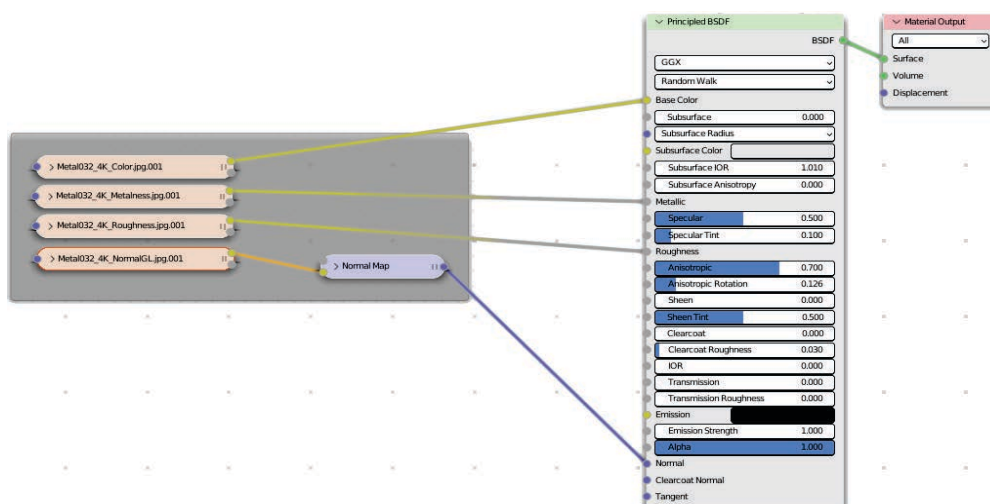 Principled BSDF
BSDF
GGX
Random Walk
Base Color
Subsurface 0.000
Subsurface Radius
Subsurface Color
Subsurface IOR 1.010
Subsurface Anisotropy 0.000
Metallic
Specular 0.500
Specular Tint 0.100
Roughness
Anisotropic 0.700
Anisotropic Rotation 0.126
Sheen 0.000
Sheen Tint 0.500
Clearcoat 0.000
Clearcoat Roughness 0.030
IOR 0.000
Transmission 0.000
Transmission Roughness 0.000
Emission
Emission Strength 1.000
Alpha 1.000
Normal
Clearcoat Normal
Tangent
Material Output
All
Surface
Volume
Displacement
Metal032_4K_Color.jpg.001
Metal032_4K_Metalness.jpg.001
Metal032_4K_Roughness.jpg.001
Metal032_4K_NormalGL.jpg.001
Normal Map